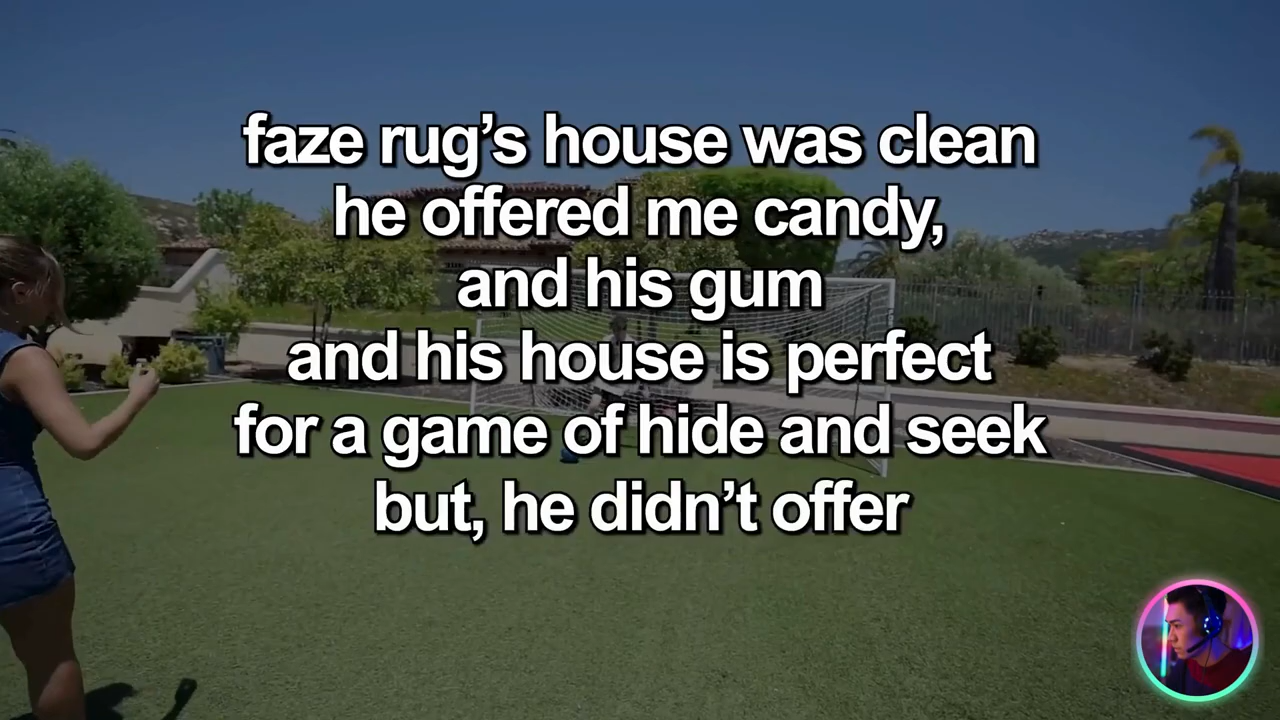 faze rug’s house was clean
he offered me candy,
and his gum
and his house is perfect
for a game of hide and seek
but, he didn’t offer